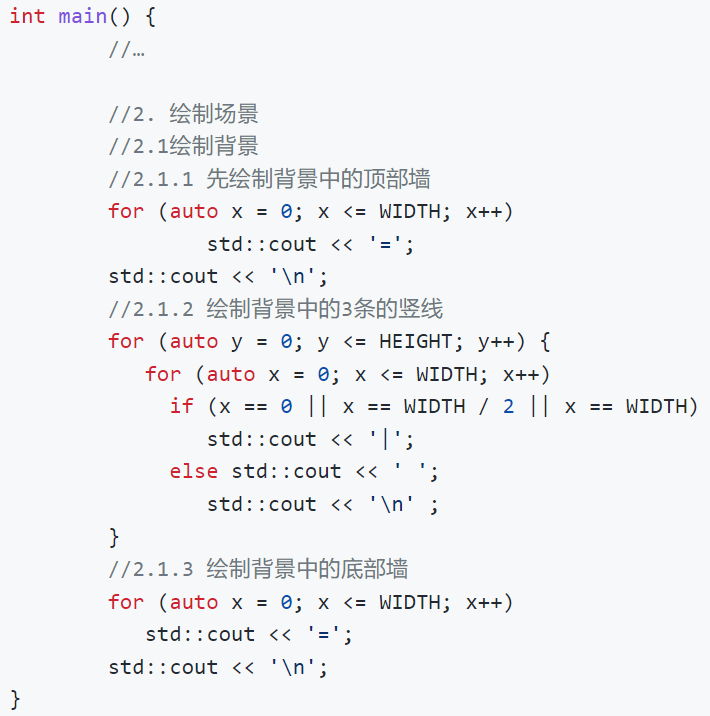 int main() {
//…
//2. 绘制场景
//2.1绘制背景
//2.1.1 先绘制背景中的顶部墙
for (auto x = 0; x <= WIDTH; x++)
std::cout << '=';
std::cout << '\n';
//2.1.2 绘制背景中的3条的竖线
for (auto y = 0; y <= HEIGHT; y++) {
for (auto x = 0; x <= WIDTH; x++)
if (x == 0 || x == WIDTH / 2 || x == WIDTH)
std::cout << '|';
else std::cout << ' ';
std::cout << '\n' ;
}
//2.1.3 绘制背景中的底部墙
for (auto x = 0; x <= WIDTH; x++)
std::cout << '=';
std::cout << '\n';
}